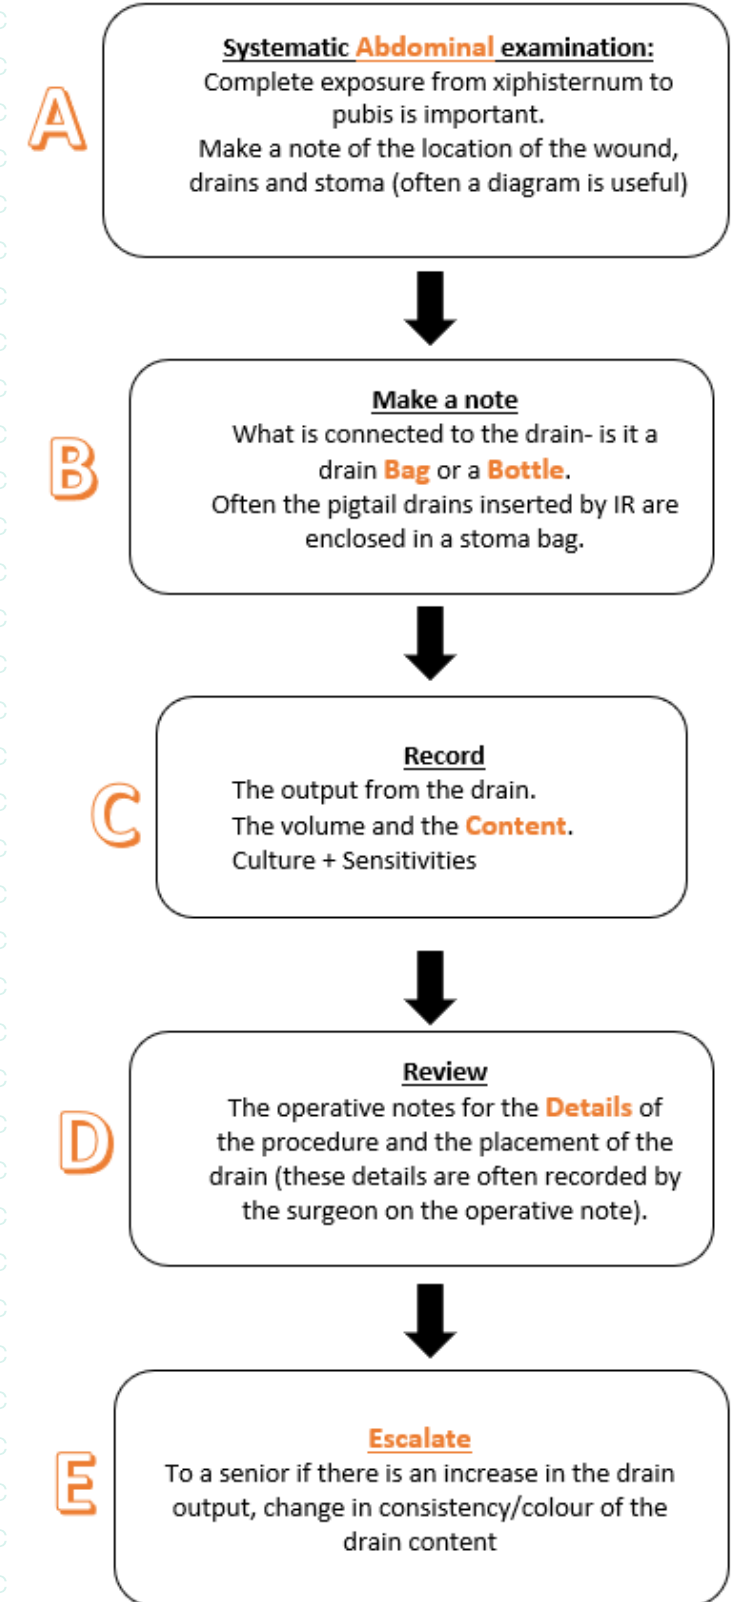 A
Systematic Abdominal examination:
Complete exposure from xiphisternum to
pubis is important.
Make a note of the location of the wound,
drains and stoma (often a diagram is useful)
B
Make a note
What is connected to the drain- is it a
drain Bag or a Bottle.
Often the pigtail drains inserted by IR are
enclosed in a stoma bag.
C
Record
The output from the drain.
The volume and the Content.
Culture + Sensitivities
D
Review
The operative notes for the Details of
the procedure and the placement of the
drain (these details are often recorded by
the surgeon on the operative note).
E
Escalate
To a senior if there is an increase in the drain
output, change in consistency/colour of the
drain content